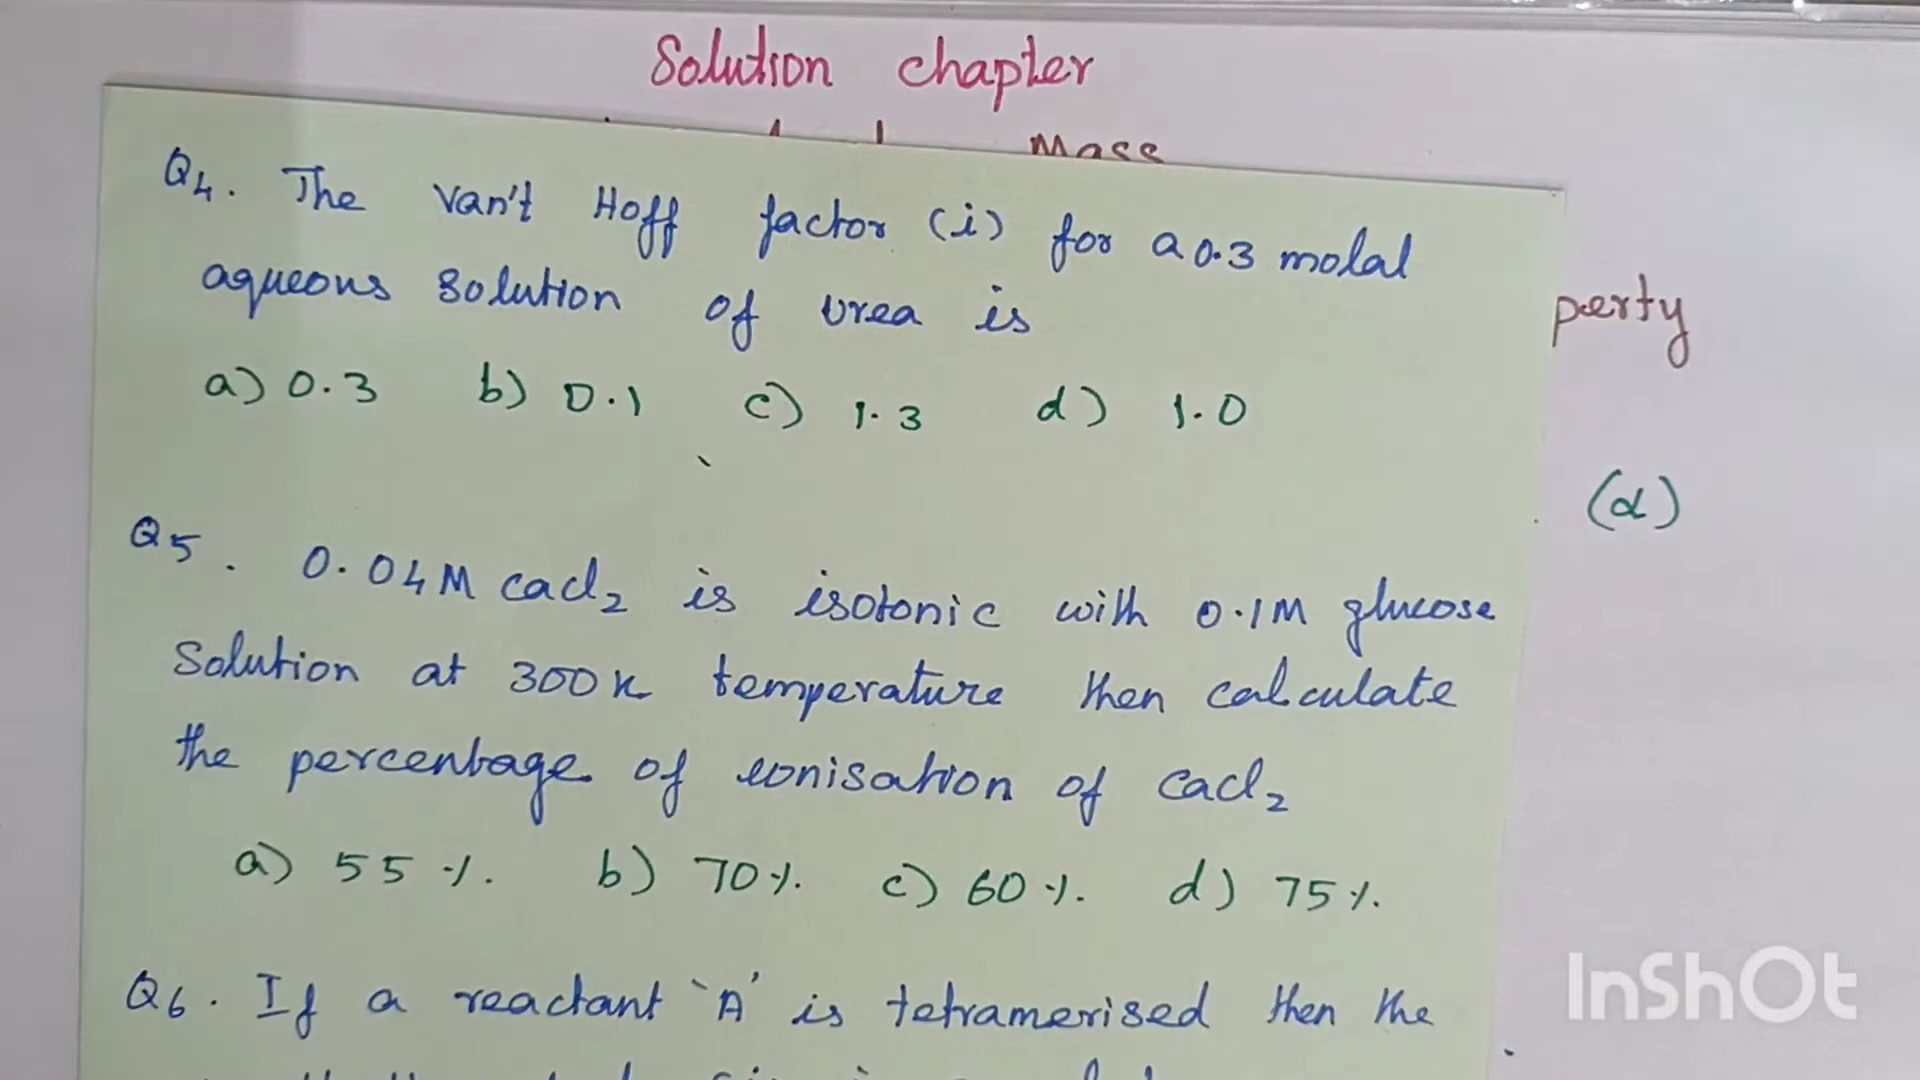 Solution chapter
Mass
Q4. The van't Hoff factor (i) for a 0.3 molal
aqueous solution of urea is
perty
a) 0.3 b) 0.1 c) 1.3 d) 1.0
(α)
Q5. 0.04M cacl₂ is isotonic with 0.1M glucose
Solution at 300K temperature then calculate
the percentage of ionisation of cacl₂
a) 55%. b) 70%. c) 60%. d) 75%.
Q6. If a reactant 'A' is tetramerised then the
InShOt